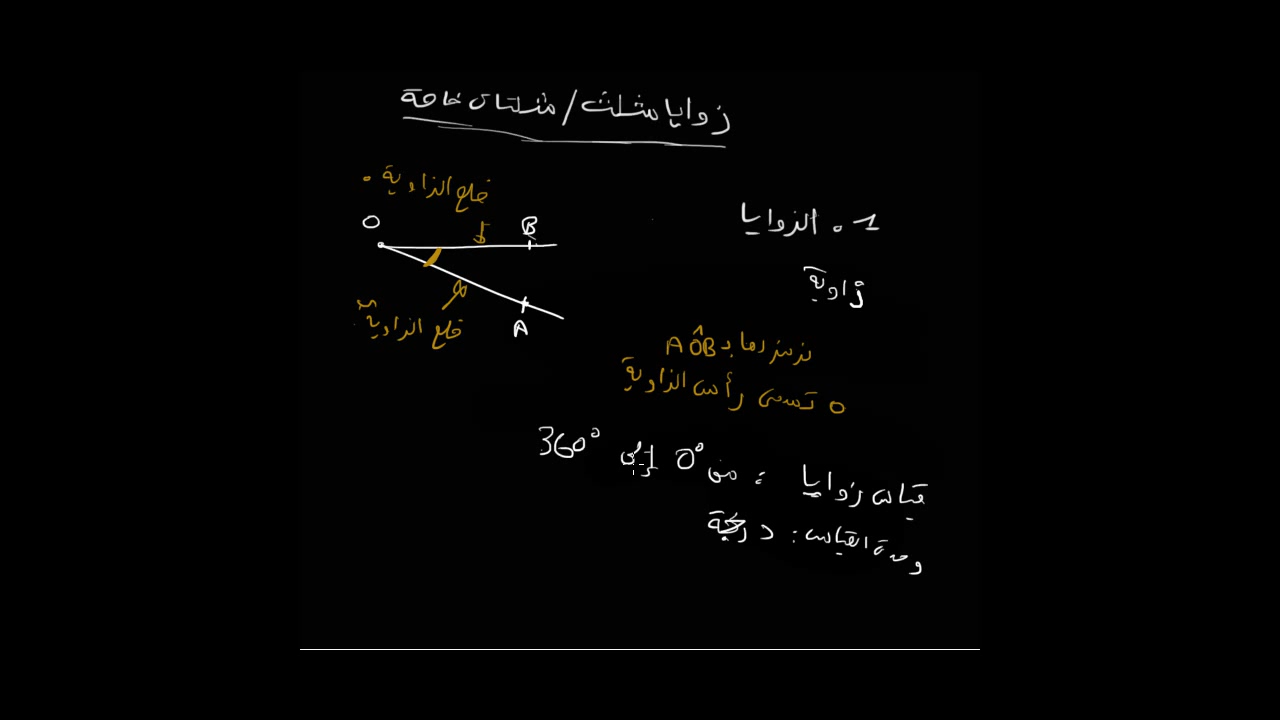 زوايا مثلث/مثلثات خاصة
1. الزوايا
زاوية
ضلع الزاوية.
O
B
A
ضلع الزاوية
نرمز لها بـ AÔB
O تسمى رأس الزاوية
قياس زوايا : من 0° إلى 360°
وحدة القياس: درجة